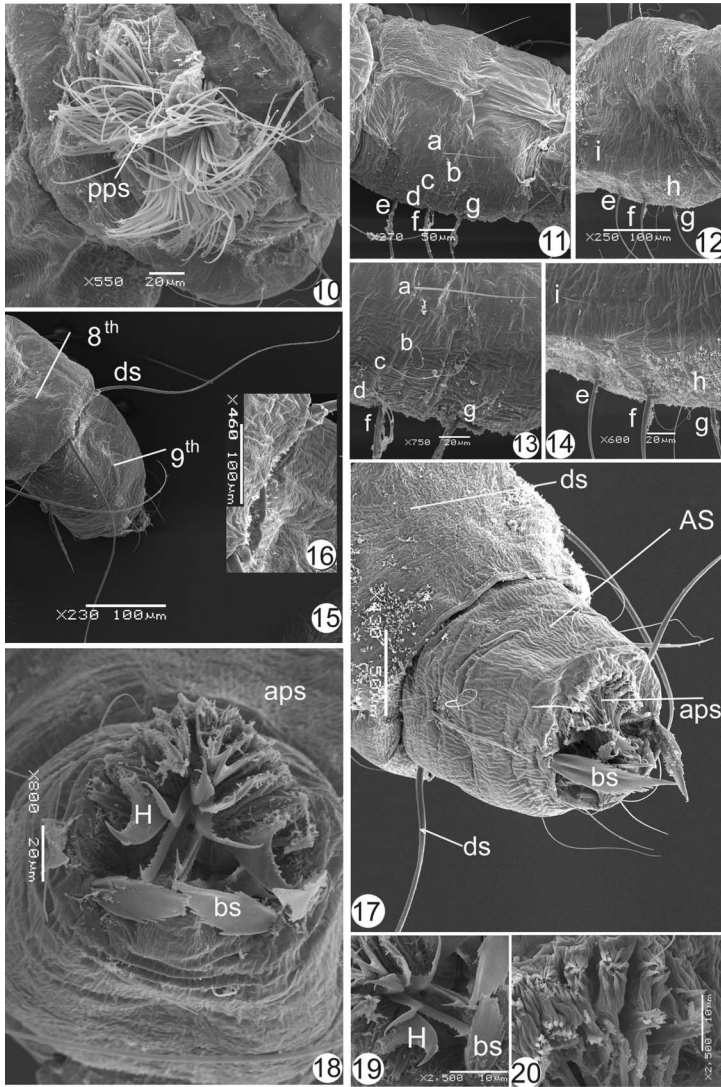 pps
X550 20µm
10
a
b
c
d
e
f
g
X270 50µm
11
i
h
e
f
g
X250 100µm
12
a
b
c
d
f
g
X750 20µm
13
i
h
e
f
g
X600 20µm
14
8th
ds
9th
X230 100µm
15
X460 100µm
16
ds
AS
50µm
aps
bs
ds
17
aps
X800 20µm
H
bs
18
H
bs
X2,500 10µm
19
X2,500 10µm
20